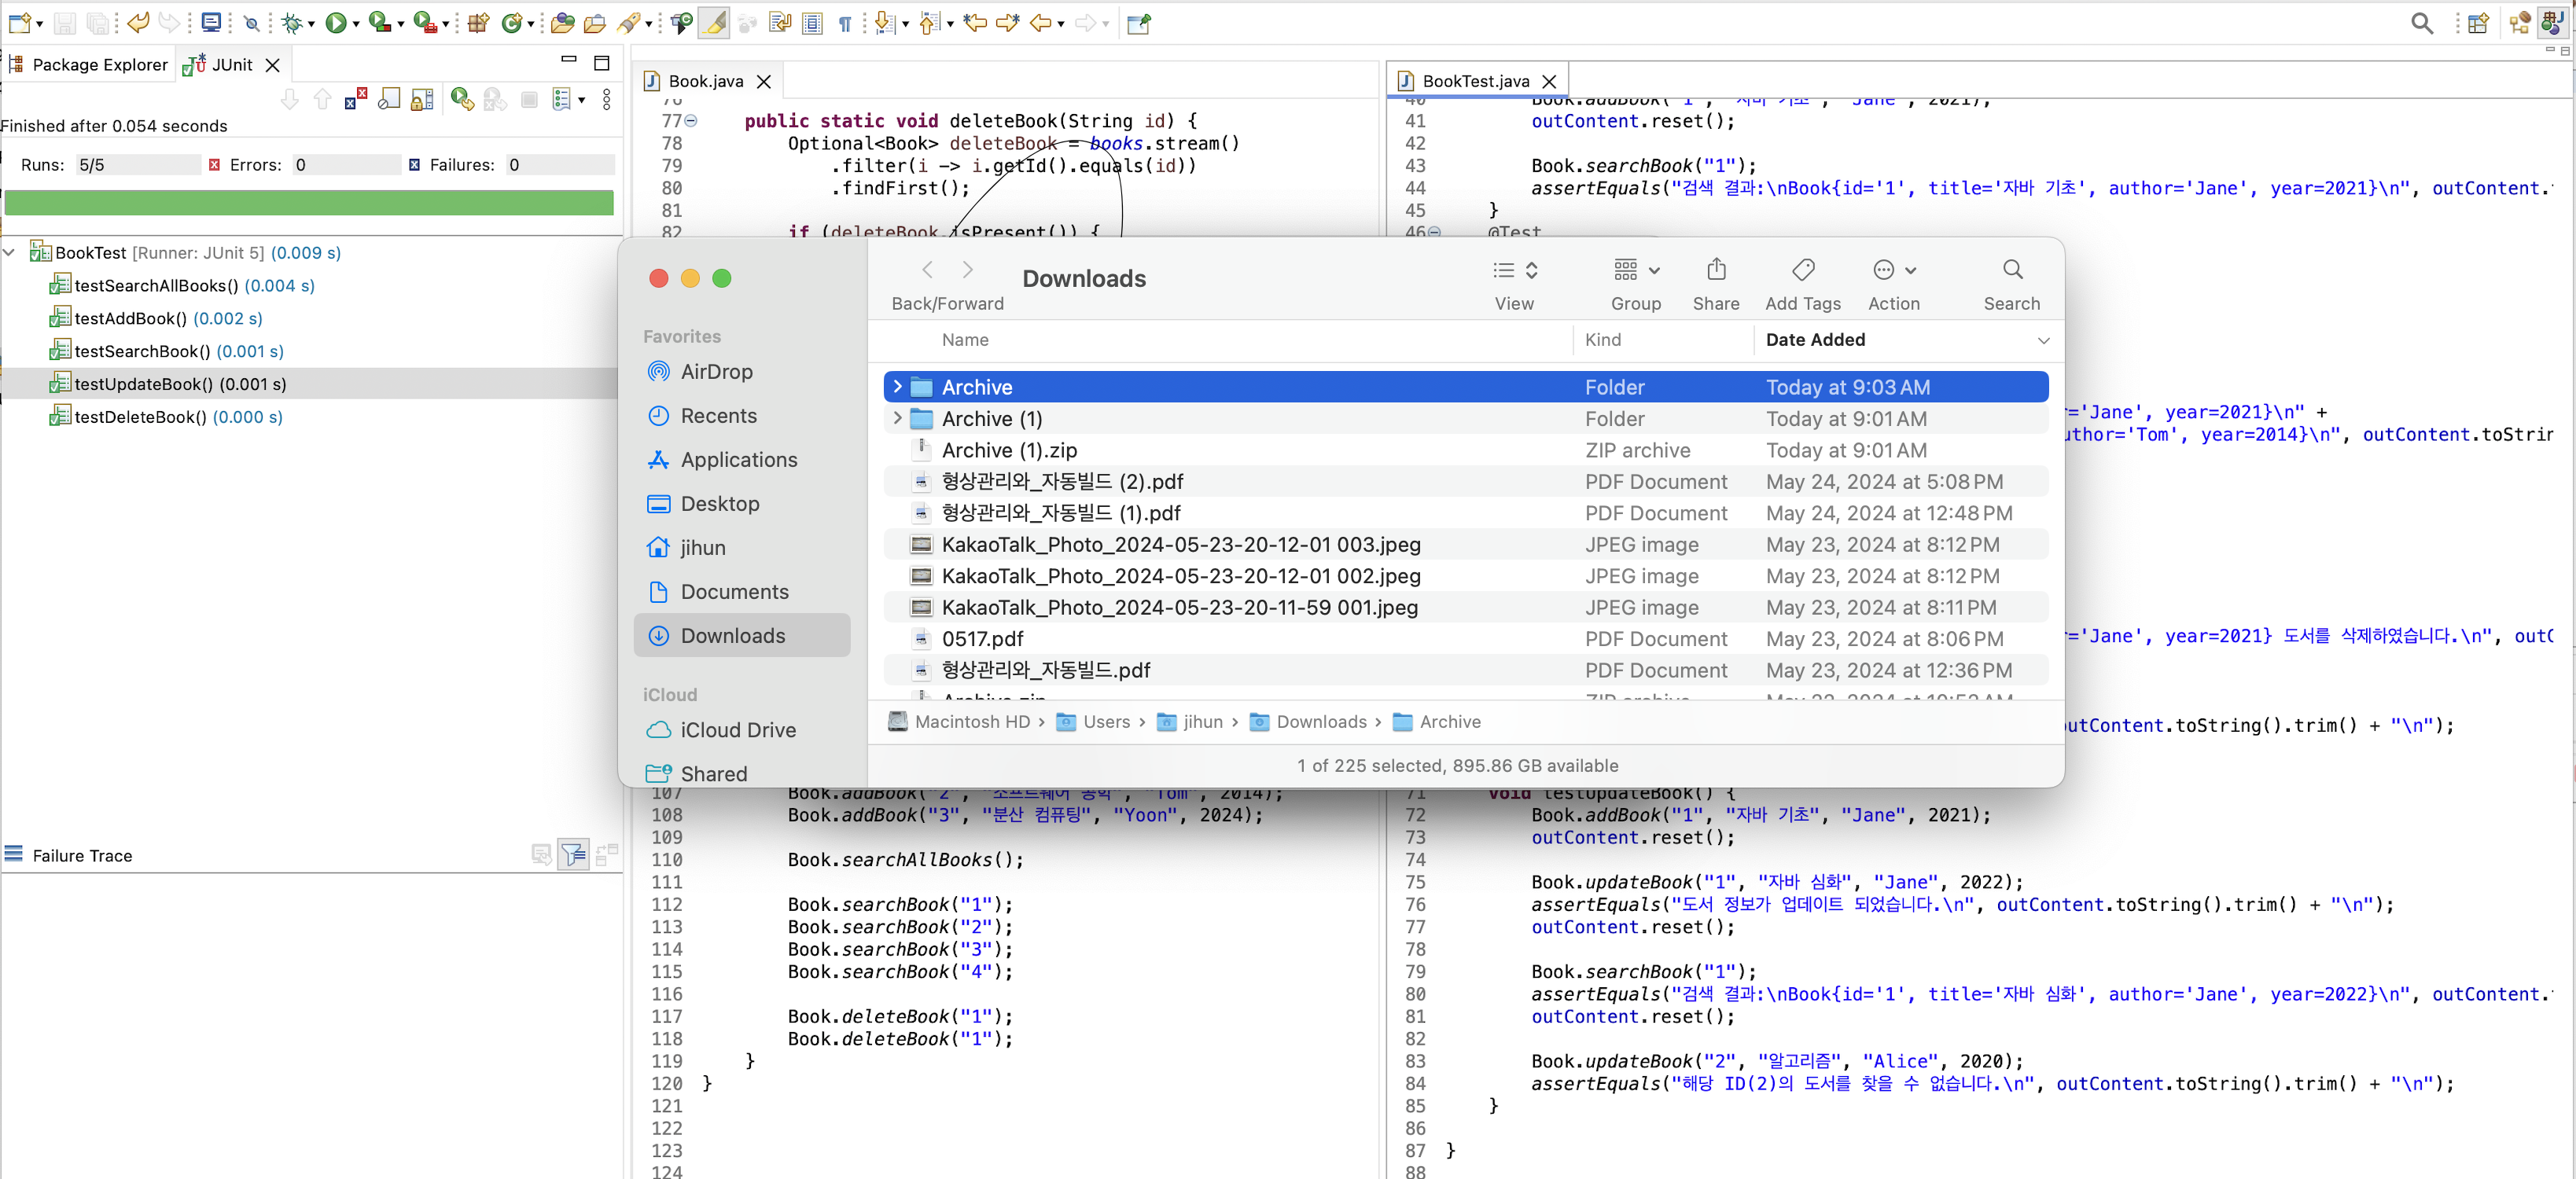 Package Explorer
JUnit
Finished after 0.054 seconds
Runs: 5/5 Errors: 0 Failures: 0
BookTest [Runner: JUnit 5] (0.009 s)
testSearchAllBooks() (0.004 s)
testAddBook() (0.002 s)
testSearchBook() (0.001 s)
testUpdateBook() (0.001 s)
testDeleteBook() (0.000 s)
Failure Trace
Book.java
76
77 public static void deleteBook(String id) {
78 Optional<Book> deleteBook = books.stream()
79 .filter(i -> i.getId().equals(id))
80 .findFirst();
81
82 if (deleteBook.isPresent()) {
107 Book.addBook("2", "소프트웨어 공학", "Tom", 2014);
108 Book.addBook("3", "분산 컴퓨팅", "Yoon", 2024);
109
110 Book.searchAllBooks();
111
112 Book.searchBook("1");
113 Book.searchBook("2");
114 Book.searchBook("3");
115 Book.searchBook("4");
116
117 Book.deleteBook("1");
118 Book.deleteBook("1");
119 }
120 }
121
122
123
124
BookTest.java
40 Book.addBook("1", "자바 기초", "Jane", 2021);
41 outContent.reset();
42
43 Book.searchBook("1");
44 assertEquals("검색 결과:\nBook{id='1', title='자바 기초', author='Jane', year=2021}\n", outContent.
45 }
46 @Test
='Jane', year=2021}\n" +
uthor='Tom', year=2014}\n", outContent.toStrin
='Jane', year=2021} 도서를 삭제하였습니다.\n", out
utContent.toString().trim() + "\n");
71 void testUpdateBook() {
72 Book.addBook("1", "자바 기초", "Jane", 2021);
73 outContent.reset();
74
75 Book.updateBook("1", "자바 심화", "Jane", 2022);
76 assertEquals("도서 정보가 업데이트 되었습니다.\n", outContent.toString().trim() + "\n");
77 outContent.reset();
78
79 Book.searchBook("1");
80 assertEquals("검색 결과:\nBook{id='1', title='자바 심화', author='Jane', year=2022}\n", outContent.
81 outContent.reset();
82
83 Book.updateBook("2", "알고리즘", "Alice", 2020);
84 assertEquals("해당 ID(2)의 도서를 찾을 수 없습니다.\n", outContent.toString().trim() + "\n");
85 }
86
87 }
88
Downloads
Back/Forward View Group Share Add Tags Action Search
Favorites
AirDrop
Recents
Applications
Desktop
jihun
Documents
Downloads
iCloud
iCloud Drive
Shared
Name Kind Date Added
Archive Folder Today at 9:03 AM
Archive (1) Folder Today at 9:01 AM
Archive (1).zip ZIP archive Today at 9:01 AM
형상관리와_자동빌드 (2).pdf PDF Document May 24, 2024 at 5:08 PM
형상관리와_자동빌드 (1).pdf PDF Document May 24, 2024 at 12:48 PM
KakaoTalk_Photo_2024-05-23-20-12-01 003.jpeg JPEG image May 23, 2024 at 8:12 PM
KakaoTalk_Photo_2024-05-23-20-12-01 002.jpeg JPEG image May 23, 2024 at 8:12 PM
KakaoTalk_Photo_2024-05-23-20-11-59 001.jpeg JPEG image May 23, 2024 at 8:11 PM
0517.pdf PDF Document May 23, 2024 at 8:06 PM
형상관리와_자동빌드.pdf PDF Document May 23, 2024 at 12:36 PM
Archive.zip ZIP archive
Macintosh HD › Users › jihun › Downloads › Archive
1 of 225 selected, 895.86 GB available